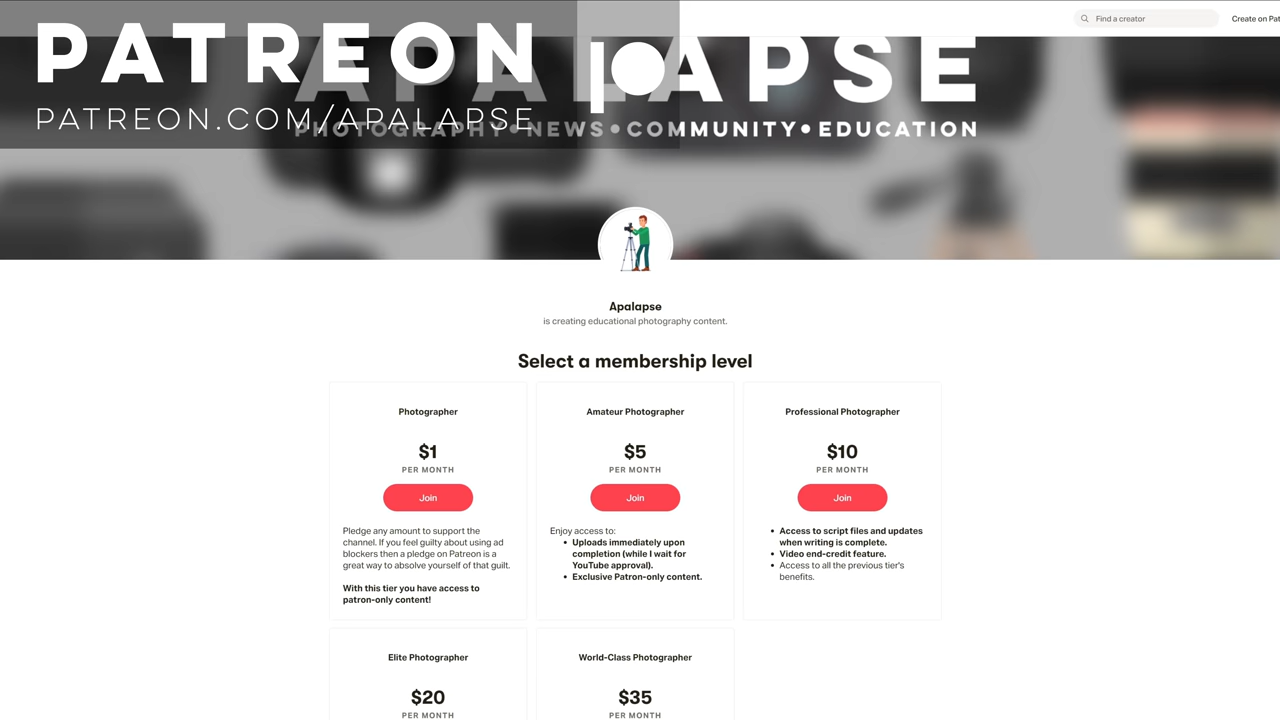 PATREON
PATREON.COM/APALAPSE
APALAPSE
PHOTOGRAPHY•NEWS•COMMUNITY•EDUCATION
Find a creator
Create on Pat
Apalapse
is creating educational photography content.
Select a membership level
Photographer
$1
PER MONTH
Join
Pledge any amount to support the
channel. If you feel guilty about using ad
blockers then a pledge on Patreon is a
great way to absolve yourself of that guilt.
With this tier you have access to
patron-only content!
Amateur Photographer
$5
PER MONTH
Join
Enjoy access to:
• Uploads immediately upon
completion (while I wait for
YouTube approval).
• Exclusive Patron-only content.
Professional Photographer
$10
PER MONTH
Join
• Access to script files and updates
when writing is complete.
• Video end-credit feature.
• Access to all the previous tier's
benefits.
Elite Photographer
$20
PER MONTH
World-Class Photographer
$35
PER MONTH